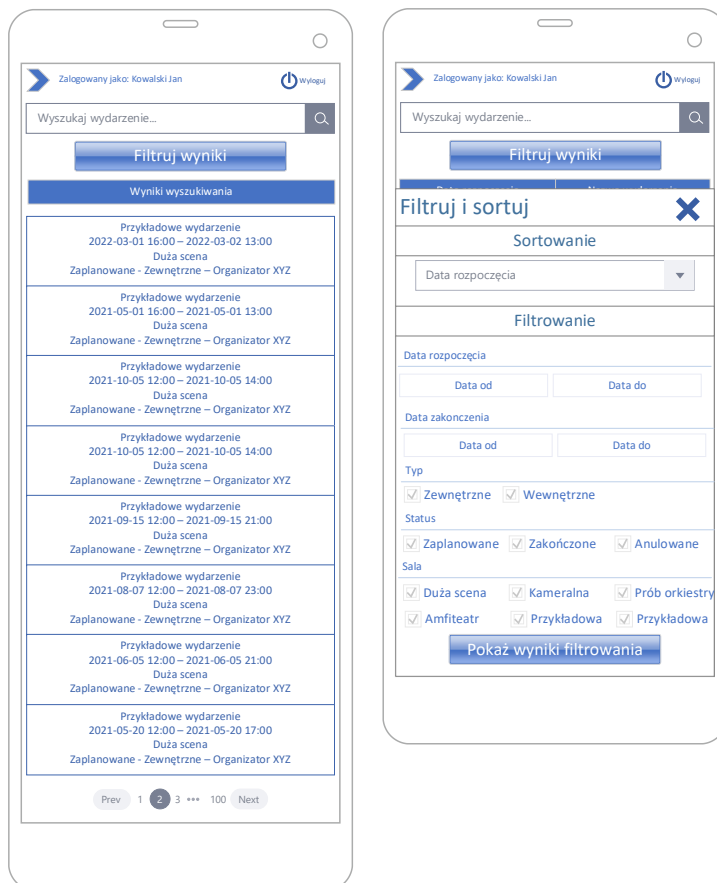 Zalogowany jako: Kowalski Jan
Wyloguj
Wyszukaj wydarzenie...
Filtruj wyniki
Wyniki wyszukiwania
Przykładowe wydarzenie
2022-03-01 16:00 – 2022-03-02 13:00
Duża scena
Zaplanowane - Zewnętrzne – Organizator XYZ
Przykładowe wydarzenie
2021-05-01 16:00 – 2021-05-01 13:00
Duża scena
Zaplanowane - Zewnętrzne – Organizator XYZ
Przykładowe wydarzenie
2021-10-05 12:00 – 2021-10-05 14:00
Duża scena
Zaplanowane - Zewnętrzne – Organizator XYZ
Przykładowe wydarzenie
2021-10-05 12:00 – 2021-10-05 14:00
Duża scena
Zaplanowane - Zewnętrzne – Organizator XYZ
Przykładowe wydarzenie
2021-09-15 12:00 – 2021-09-15 21:00
Duża scena
Zaplanowane - Zewnętrzne – Organizator XYZ
Przykładowe wydarzenie
2021-08-07 12:00 – 2021-08-07 23:00
Duża scena
Zaplanowane - Zewnętrzne – Organizator XYZ
Przykładowe wydarzenie
2021-06-05 12:00 – 2021-06-05 21:00
Duża scena
Zaplanowane - Zewnętrzne – Organizator XYZ
Przykładowe wydarzenie
2021-05-20 12:00 – 2021-05-20 17:00
Duża scena
Zaplanowane - Zewnętrzne – Organizator XYZ
Prev 1 2 3 ••• 100 Next
Zalogowany jako: Kowalski Jan
Wyloguj
Wyszukaj wydarzenie...
Filtruj wyniki
Filtruj i sortuj
Sortowanie
Data rozpoczęcia
Filtrowanie
Data rozpoczęcia
Data od Data do
Data zakonczenia
Data od Data do
Typ
Zewnętrzne Wewnętrzne
Status
Zaplanowane Zakończone Anulowane
Sala
Duża scena Kameralna Prób orkiestry
Amfiteatr Przykładowa Przykładowa
Pokaż wyniki filtrowania